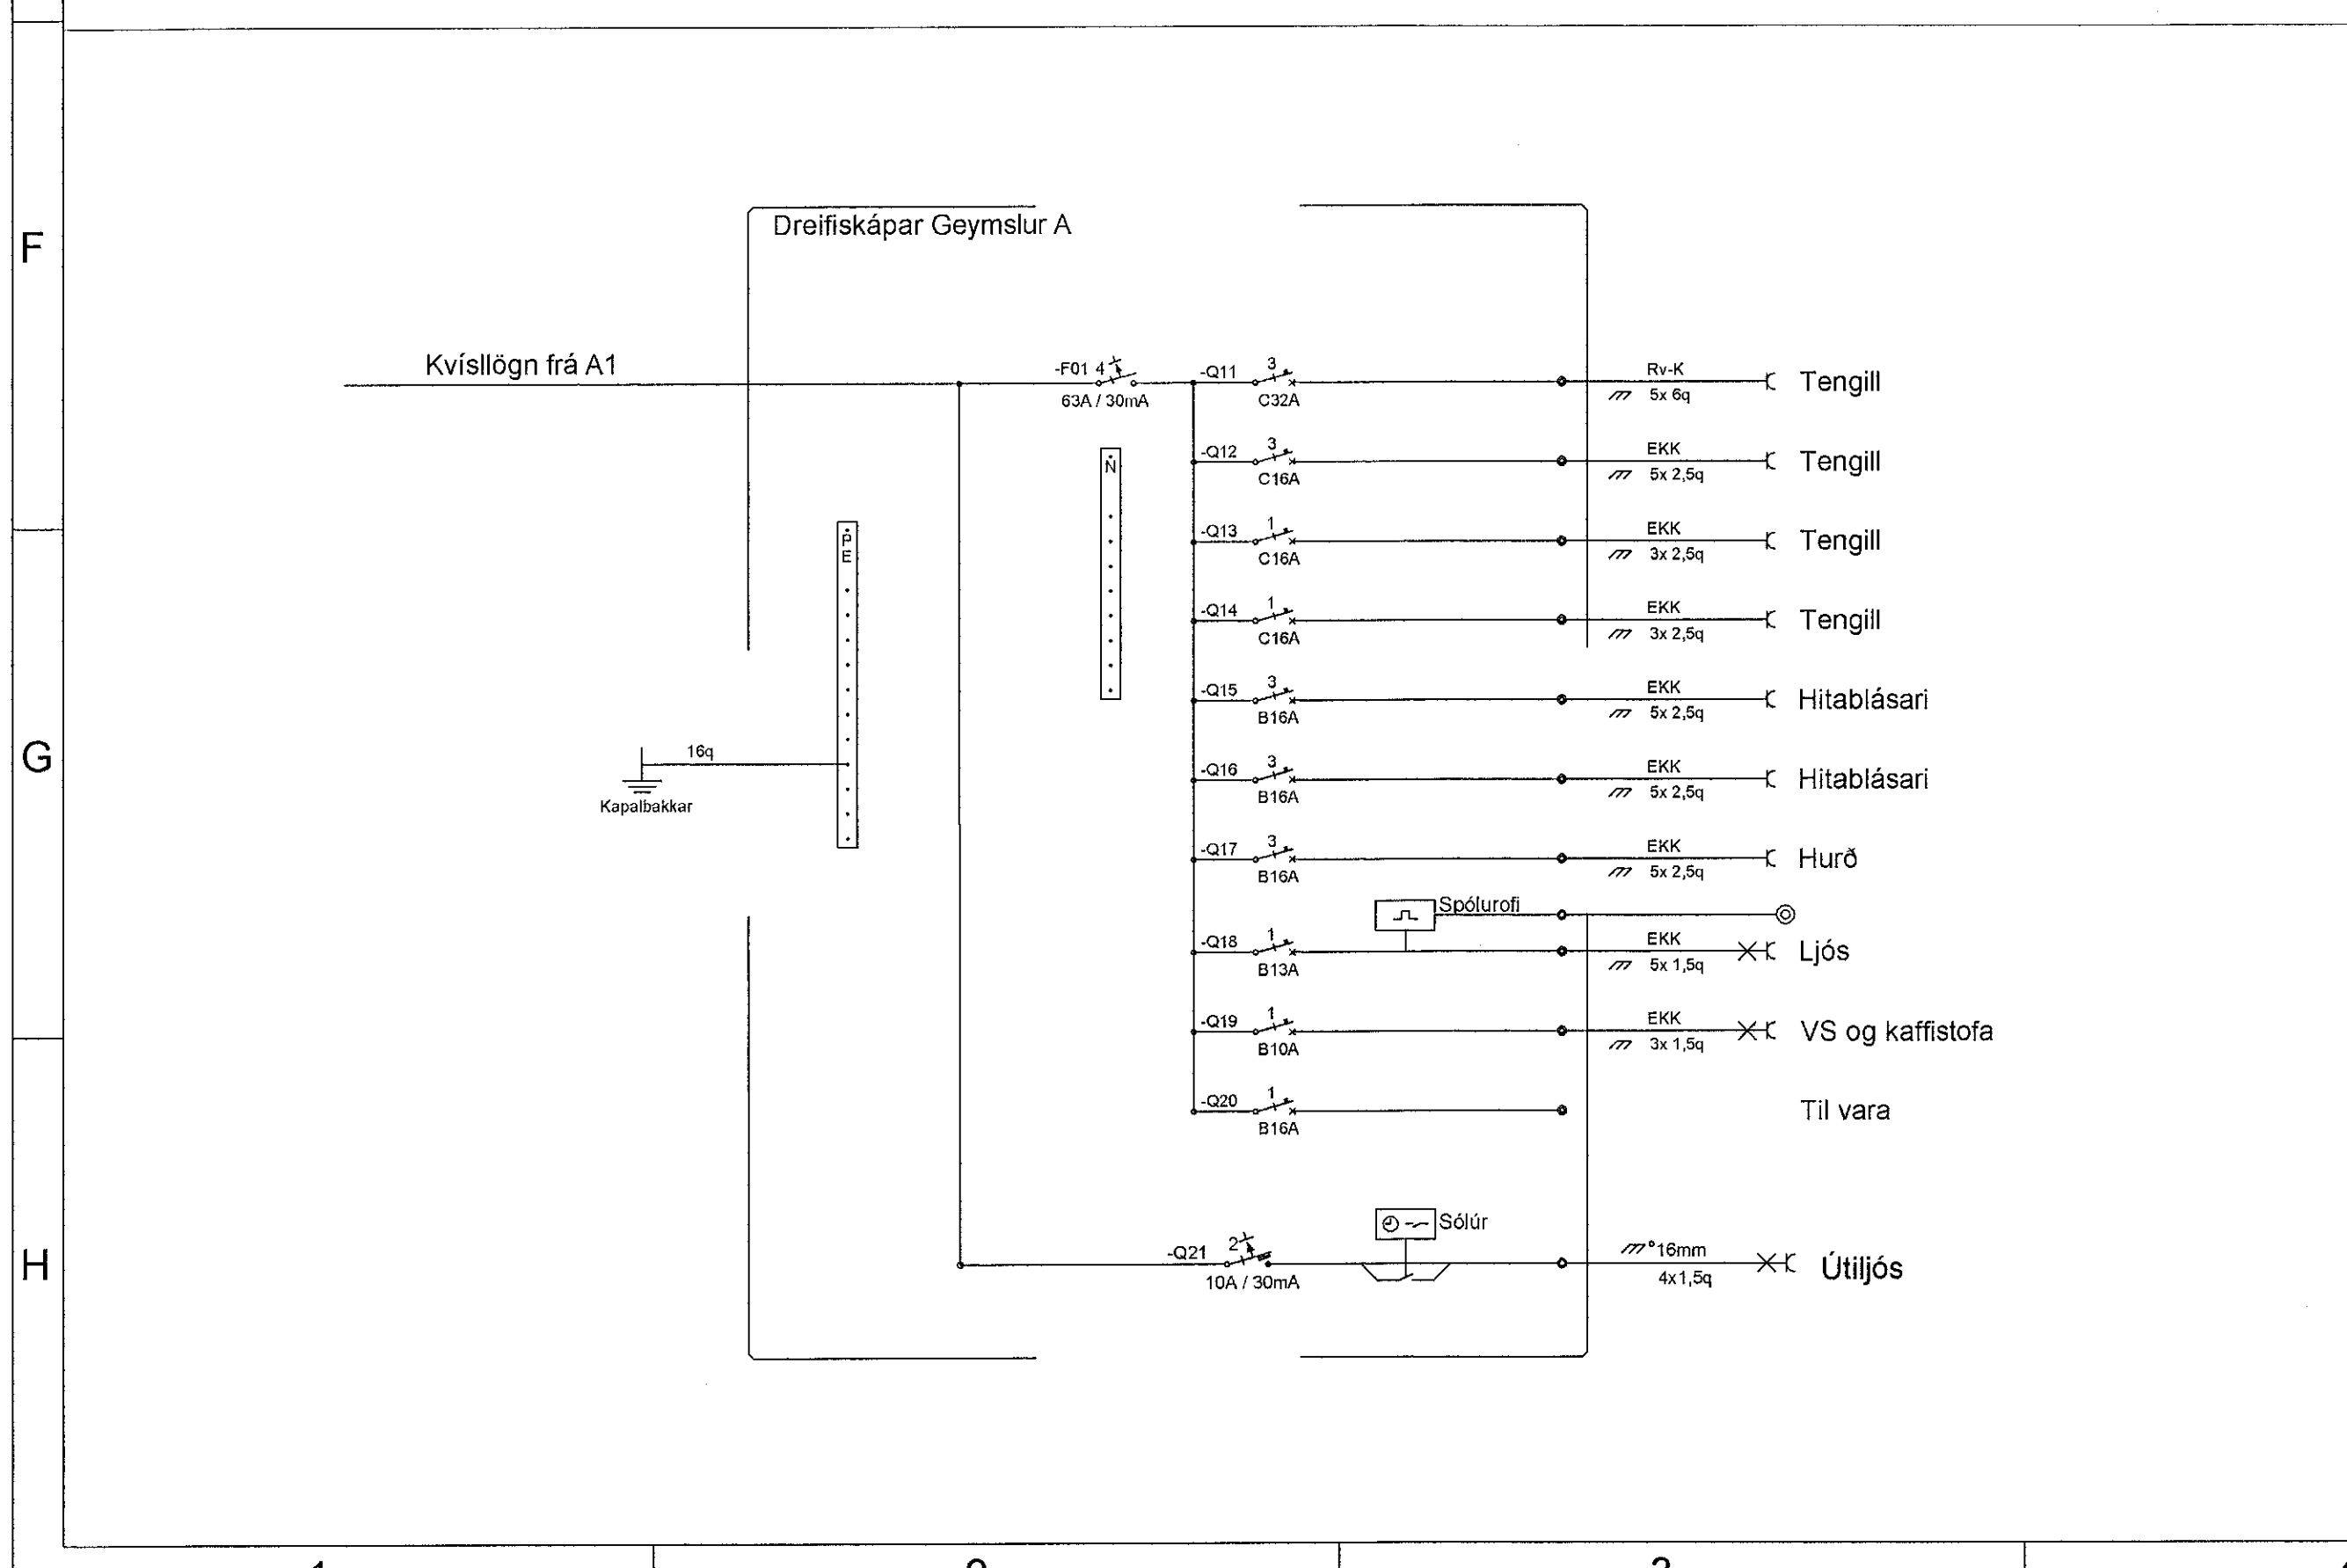 F
Dreifiskápar Geymslur A
Kvísllögn frá A1
-F01 4
63A / 30mA
-Q11 3
C32A
Rv-K
5x 6q
Tengill
-Q12 3
C16A
EKK
5x 2,5q
Tengill
N
-Q13 1
C16A
EKK
3x 2,5q
Tengill
PE
-Q14 1
C16A
EKK
3x 2,5q
Tengill
-Q15 3
B16A
EKK
5x 2,5q
Hitablásari
G
16q
Kapalbakkar
-Q16 3
B16A
EKK
5x 2,5q
Hitablásari
-Q17 3
B16A
EKK
5x 2,5q
Hurð
Spólurofi
-Q18 1
B13A
EKK
5x 1,5q
Ljós
-Q19 1
B10A
EKK
3x 1,5q
VS og kaffistofa
-Q20 1
B16A
Til vara
H
Sólúr
-Q21 2
10A / 30mA
16mm
4x1,5q
Útiljós